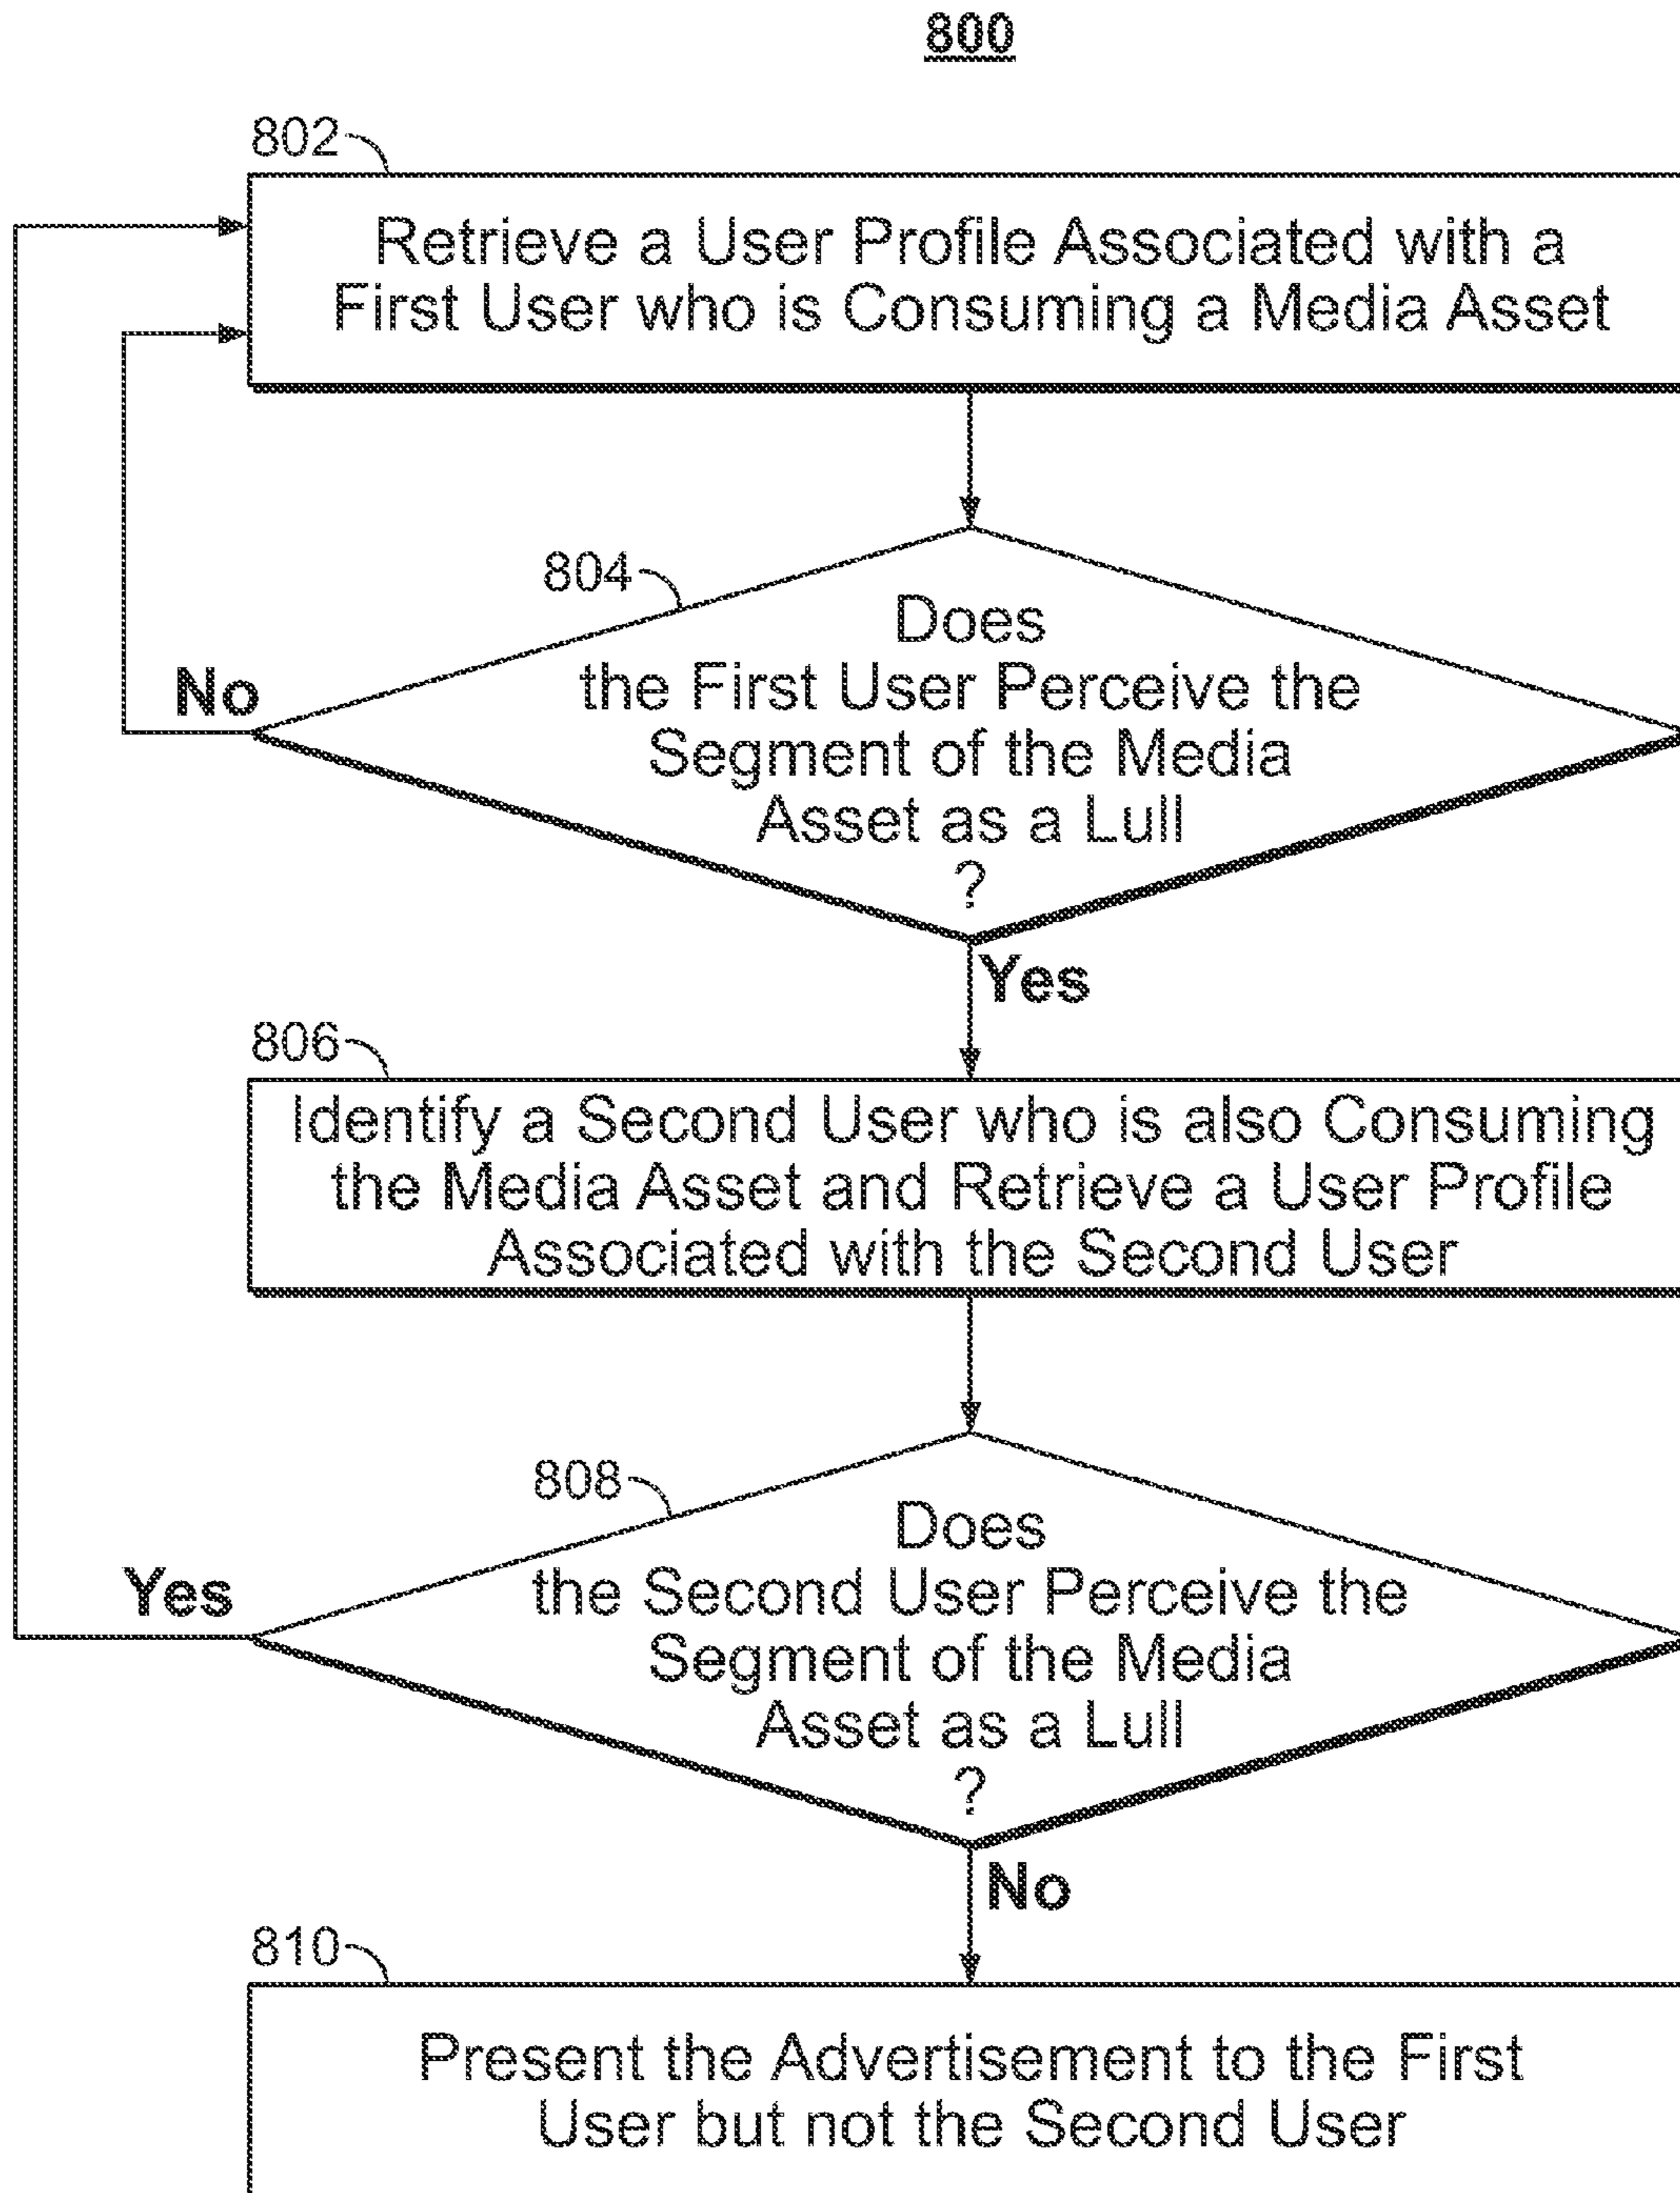 800
802
Retrieve a User Profile Associated with a
First User who is Consuming a Media Asset
804
Does
the First User Perceive the
Segment of the Media
Asset as a Lull
?
No
Yes
806
Identify a Second User who is also Consuming
the Media Asset and Retrieve a User Profile
Associated with the Second User
808
Does
the Second User Perceive the
Segment of the Media
Asset as a Lull
?
Yes
No
810
Present the Advertisement to the First
User but not the Second User